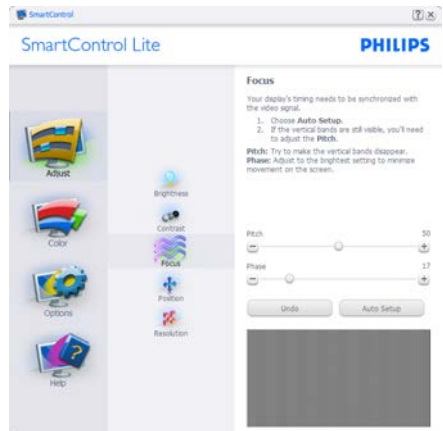 SmartControl
SmartControl Lite
PHILIPS
Adjust
Color
Options
Help
Brightness
Contrast
Focus
Position
Resolution
Focus
Your display's timing needs to be synchronized with
the video signal.
1. Choose Auto Setup.
2. If the vertical bands are still visible, you'll need
to adjust the Pitch.
Pitch: Try to make the vertical bands disappear.
Phase: Adjust to the brightest setting to minimize
movement on the screen.
Pitch 50
Phase 17
Undo Auto Setup